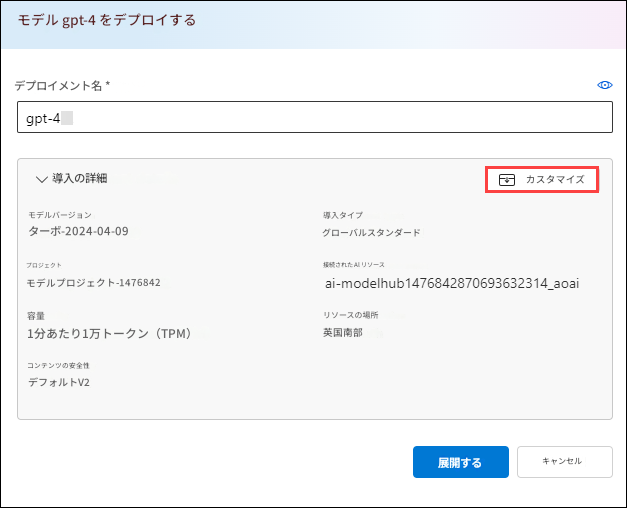 モデル gpt-4 をデプロイする
デプロイメント名 *
gpt-4
導入の詳細
カスタマイズ
モデルバージョン
導入タイプ
ターボ-2024-04-09
グローバルスタンダード
プロジェクト
接続されたAIリソース
モデルプロジェクト-1476842
ai-modelhub1476842870693632314_aoai
容量
リソースの場所
1分あたり1万トークン（TPM）
英国南部
コンテンツの安全性
デフォルトV2
展開する
キャンセル